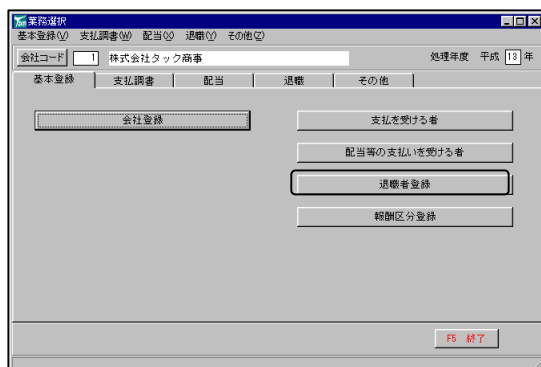 業務選択
基本登録(V) 支払調書(W) 配当(X) 退職(Y) その他(Z)
会社コード 1 株式会社タック商事 処理年度 平成 13 年
基本登録 支払調書 配当 退職 その他
会社登録 支払を受ける者
配当等の支払いを受ける者
退職者登録
報酬区分登録
F5 終了